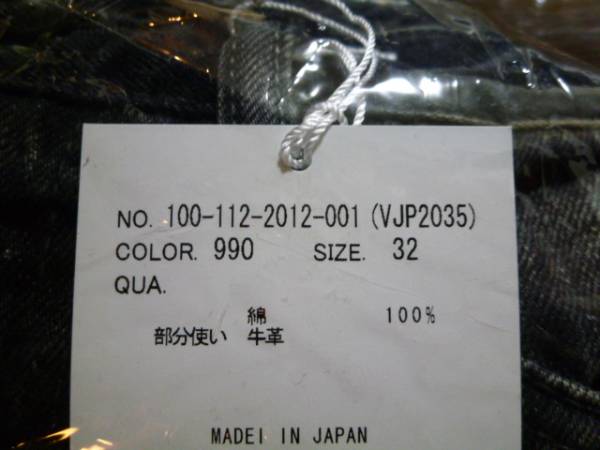 NO. 100-112-2012-001 (VJP2035)
COLOR. 990 SIZE. 32
QUA.
綿 100%
部分使い 牛革
MADEI IN JAPAN